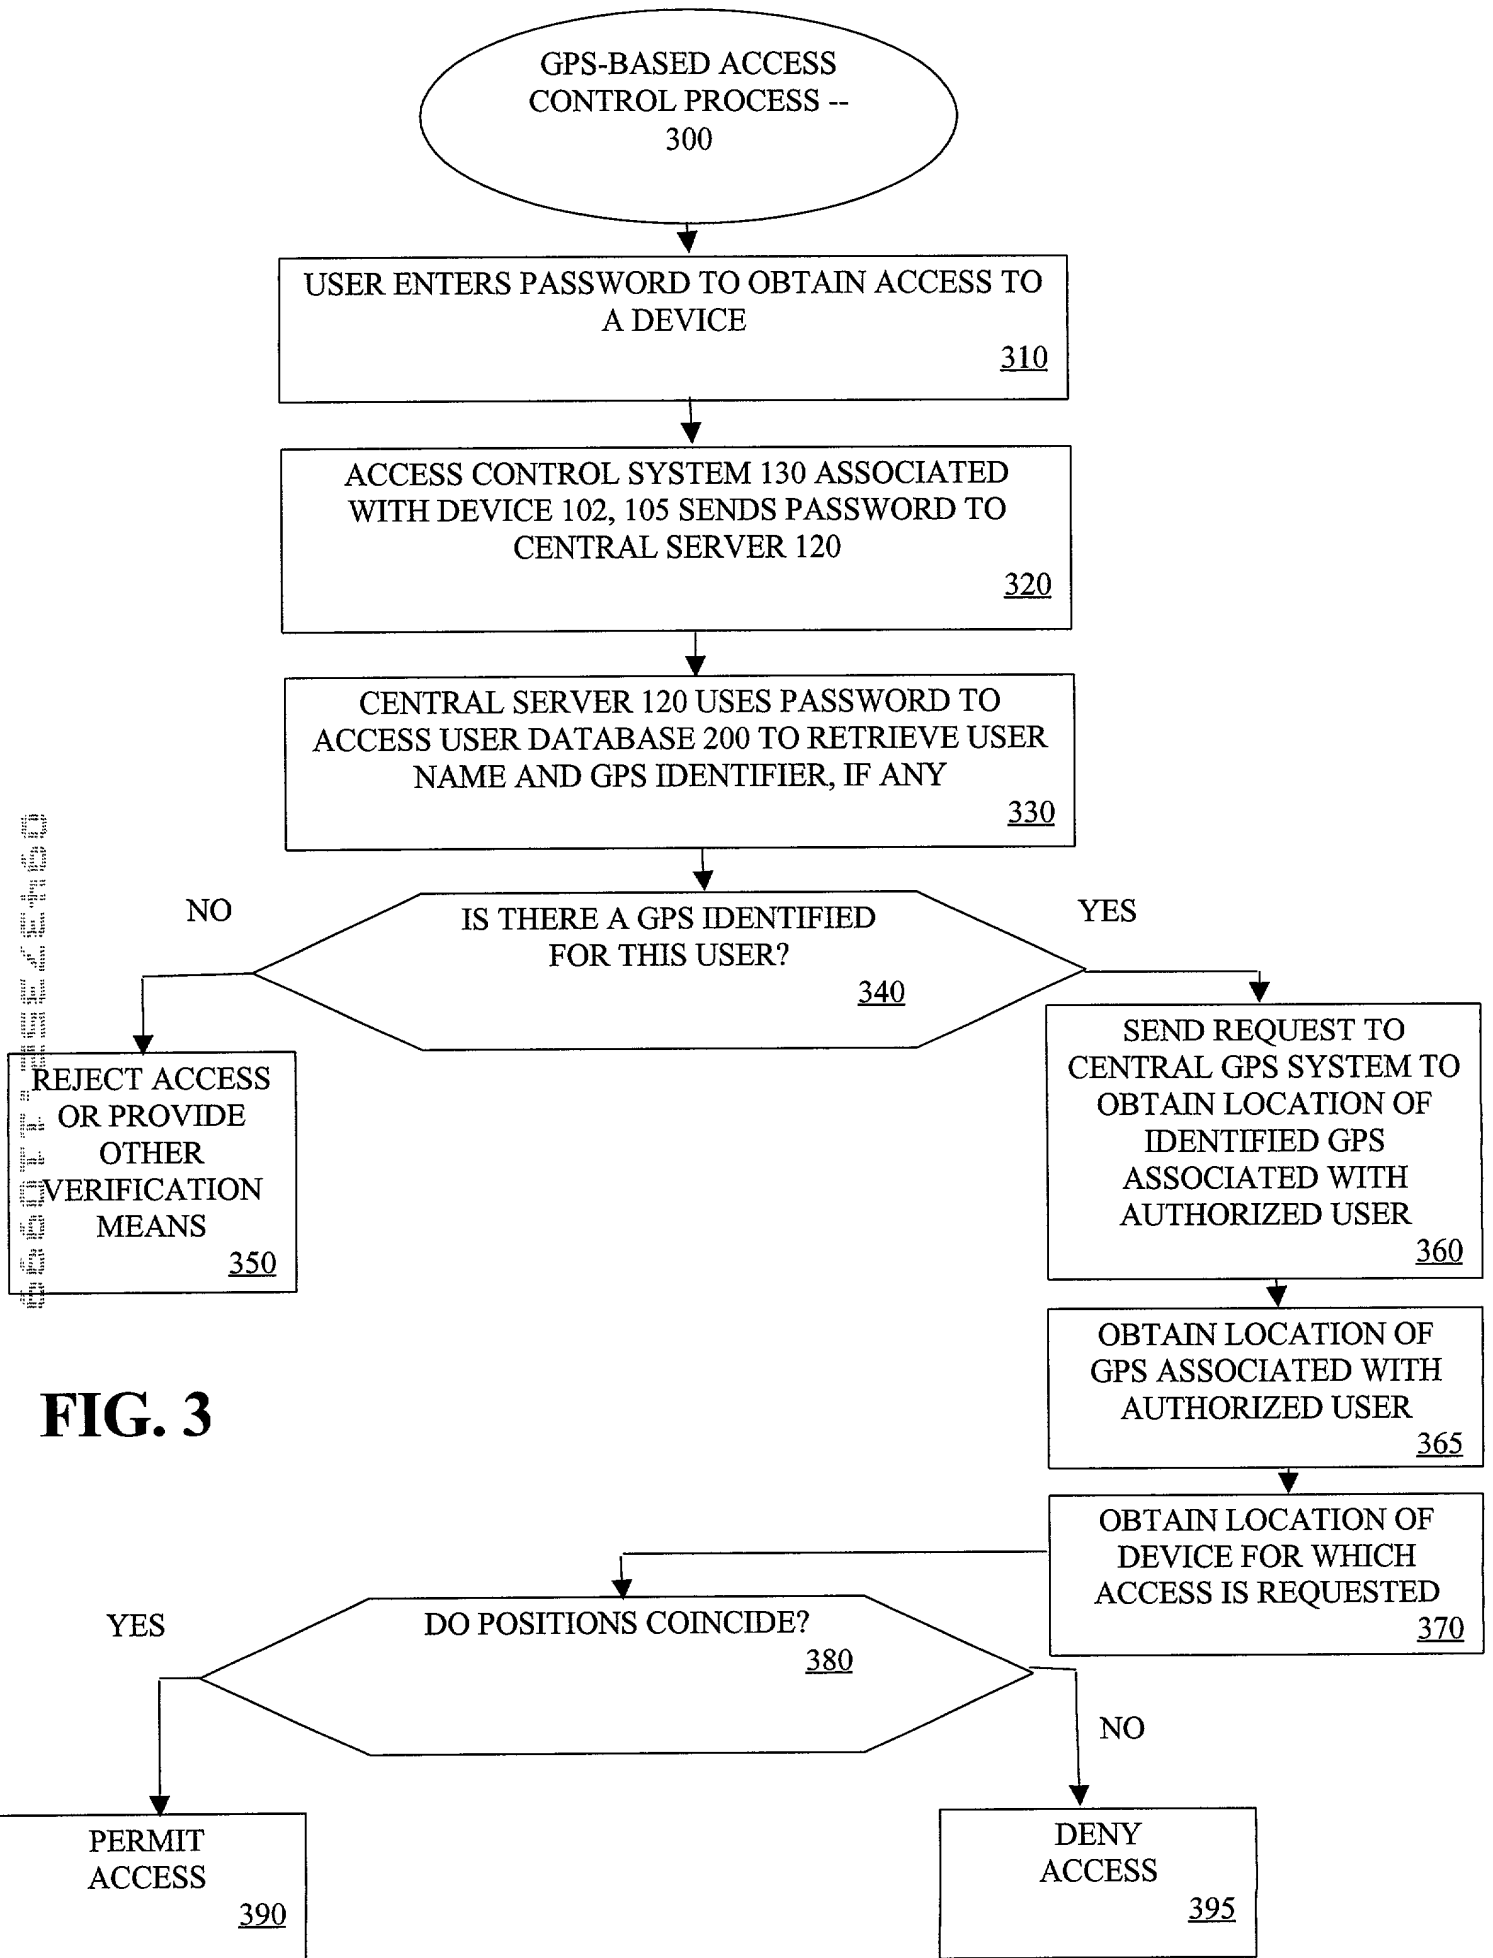 GPS-BASED ACCESS
CONTROL PROCESS --
300
USER ENTERS PASSWORD TO OBTAIN ACCESS TO
A DEVICE
310
ACCESS CONTROL SYSTEM 130 ASSOCIATED
WITH DEVICE 102, 105 SENDS PASSWORD TO
CENTRAL SERVER 120
320
CENTRAL SERVER 120 USES PASSWORD TO
ACCESS USER DATABASE 200 TO RETRIEVE USER
NAME AND GPS IDENTIFIER, IF ANY
330
NO
IS THERE A GPS IDENTIFIED
FOR THIS USER?
340
YES
REJECT ACCESS
OR PROVIDE
OTHER
VERIFICATION
MEANS
350
SEND REQUEST TO
CENTRAL GPS SYSTEM TO
OBTAIN LOCATION OF
IDENTIFIED GPS
ASSOCIATED WITH
AUTHORIZED USER
360
OBTAIN LOCATION OF
GPS ASSOCIATED WITH
AUTHORIZED USER
365
FIG. 3
OBTAIN LOCATION OF
DEVICE FOR WHICH
ACCESS IS REQUESTED
370
YES
DO POSITIONS COINCIDE?
380
NO
PERMIT
ACCESS
390
DENY
ACCESS
395